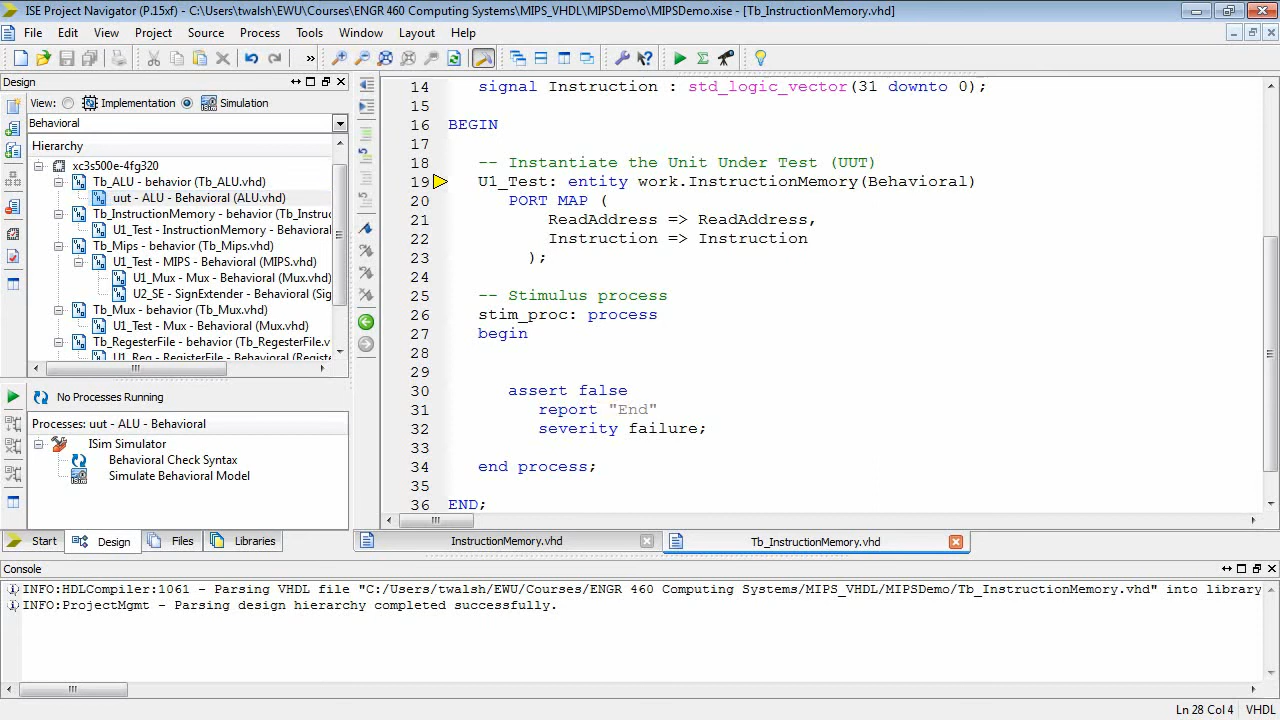 ISE Project Navigator (P.15xf) - C:\Users\twalsh\EWU\Courses\ENGR 460 Computing Systems\MIPS_VHDL\MIPSDemo\MIPSDemo.xise - [Tb_InstructionMemory.vhd]
File Edit View Project Source Process Tools Window Layout Help
»
Design
View: Implementation Simulation
Behavioral
Hierarchy
Tb_ALU - behavior (Tb_ALU.vhd)
uut - ALU - Behavioral (ALU.vhd)
Tb_InstructionMemory - behavior (Tb_Instruc
U1_Test - InstructionMemory - Behavioral
Tb_Mips - behavior (Tb_Mips.vhd)
U1_Test - MIPS - Behavioral (MIPS.vhd)
U1_Mux - Mux - Behavioral (Mux.vhd)
U2_SE - SignExtender - Behavioral (Sig
Tb_Mux - behavior (Tb_Mux.vhd)
U1_Test - Mux - Behavioral (Mux.vhd)
Tb_RegesterFile - behavior (Tb_RegesterFile.v
U1_Reg - RegisterFile - Behavioral (Registe
No Processes Running
Processes: uut - ALU - Behavioral
ISim Simulator
Behavioral Check Syntax
Simulate Behavioral Model
Start Design Files Libraries
14 signal Instruction : std_logic_vector(31 downto 0);
15
16 BEGIN
17
18 -- Instantiate the Unit Under Test (UUT)
19 U1_Test: entity work.InstructionMemory(Behavioral)
20 PORT MAP (
21 ReadAddress => ReadAddress,
22 Instruction => Instruction
23 );
24
25 -- Stimulus process
26 stim_proc: process
27 begin
28
29
30 assert false
31 report "End"
32 severity failure;
33
34 end process;
35
36 END;
InstructionMemory.vhd Tb_InstructionMemory.vhd
Console
INFO:HDLCompiler:1061 - Parsing VHDL file "C:/Users/twalsh/EWU/Courses/ENGR 460 Computing Systems/MIPS_VHDL/MIPSDemo/Tb_InstructionMemory.vhd" into library
INFO:ProjectMgmt - Parsing design hierarchy completed successfully.
Ln 28 Col 4 VHDL